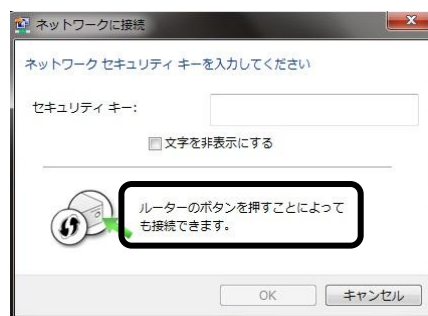 ネットワークに接続
ネットワーク セキュリティ キーを入力してください
セキュリティ キー:
文字を非表示にする
ルーターのボタンを押すことによって
も接続できます。
OK
キャンセル